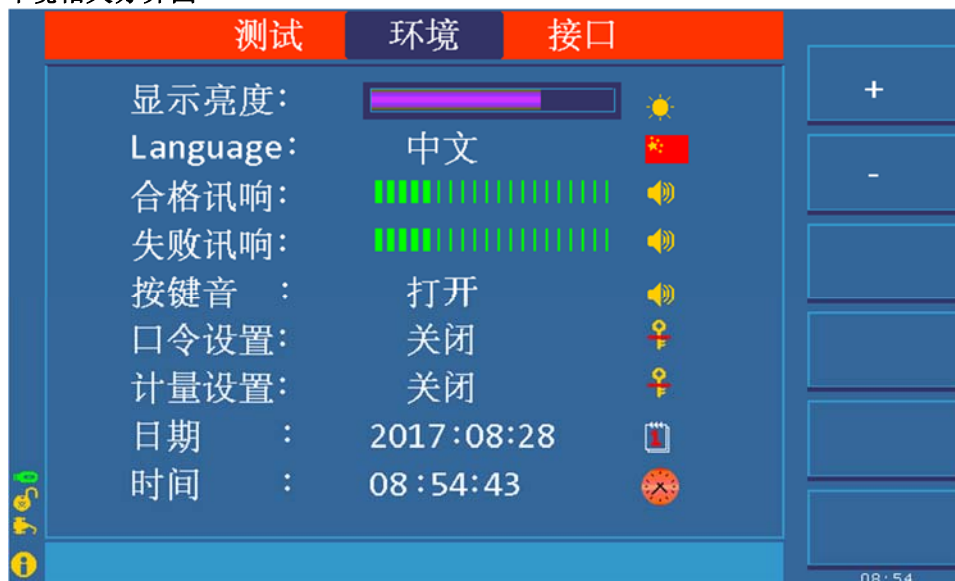 测试 环境 接口
显示亮度:
Language: 中文
合格讯响:
失败讯响:
按键音 : 打开
口令设置: 关闭
计量设置: 关闭
日期 : 2017:08:28
时间 : 08:54:43
+
-
08:54